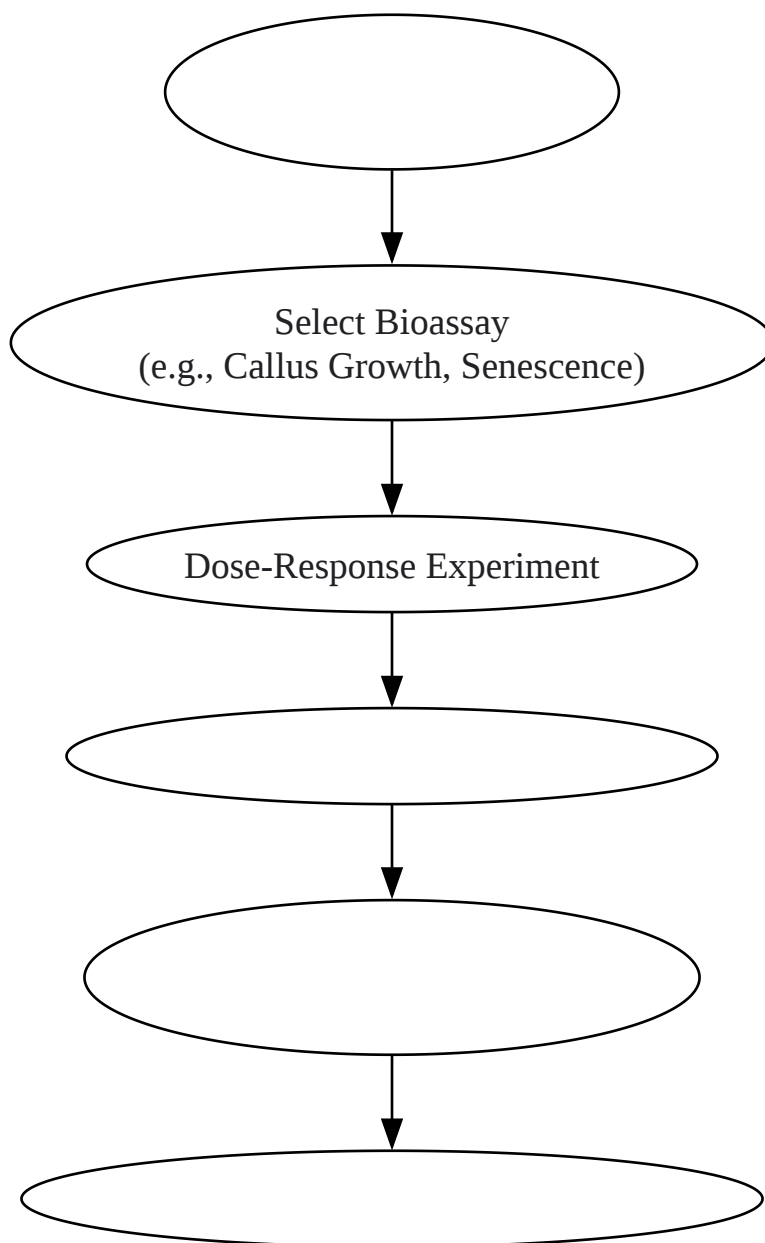 Select Bioassay
(e.g., Callus Growth, Senescence)
Dose-Response Experiment